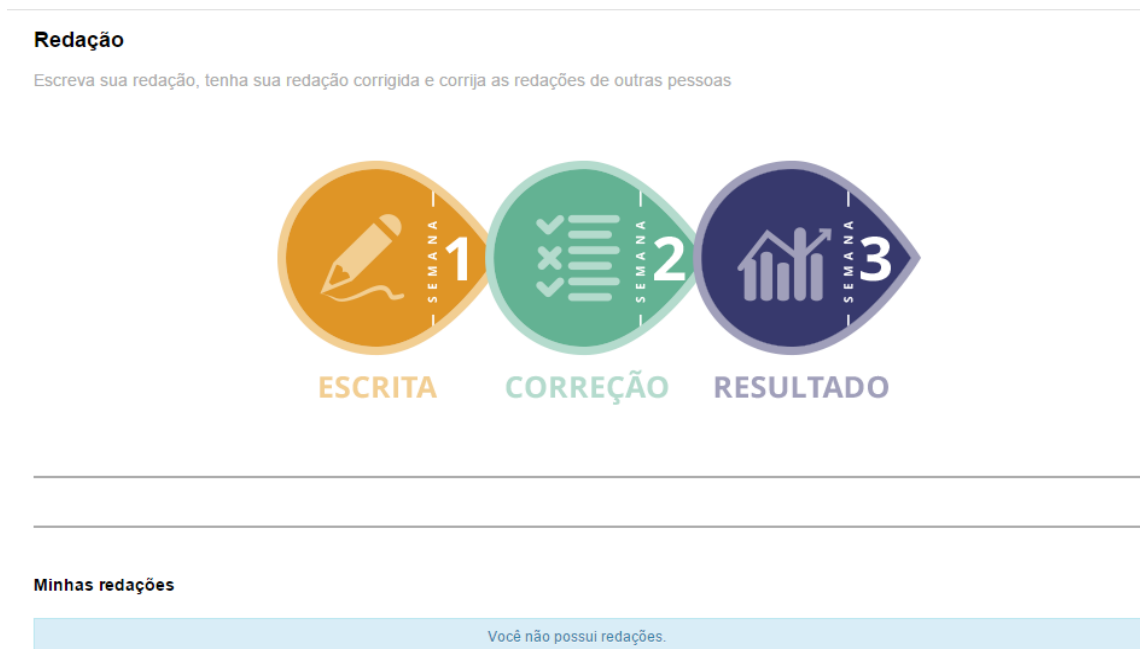 Redação
Escreva sua redação, tenha sua redação corrigida e corrija as redações de outras pessoas
SEMANA 1
SEMANA 2
SEMANA 3
ESCRITA
CORREÇÃO
RESULTADO
Minhas redações
Você não possui redações.